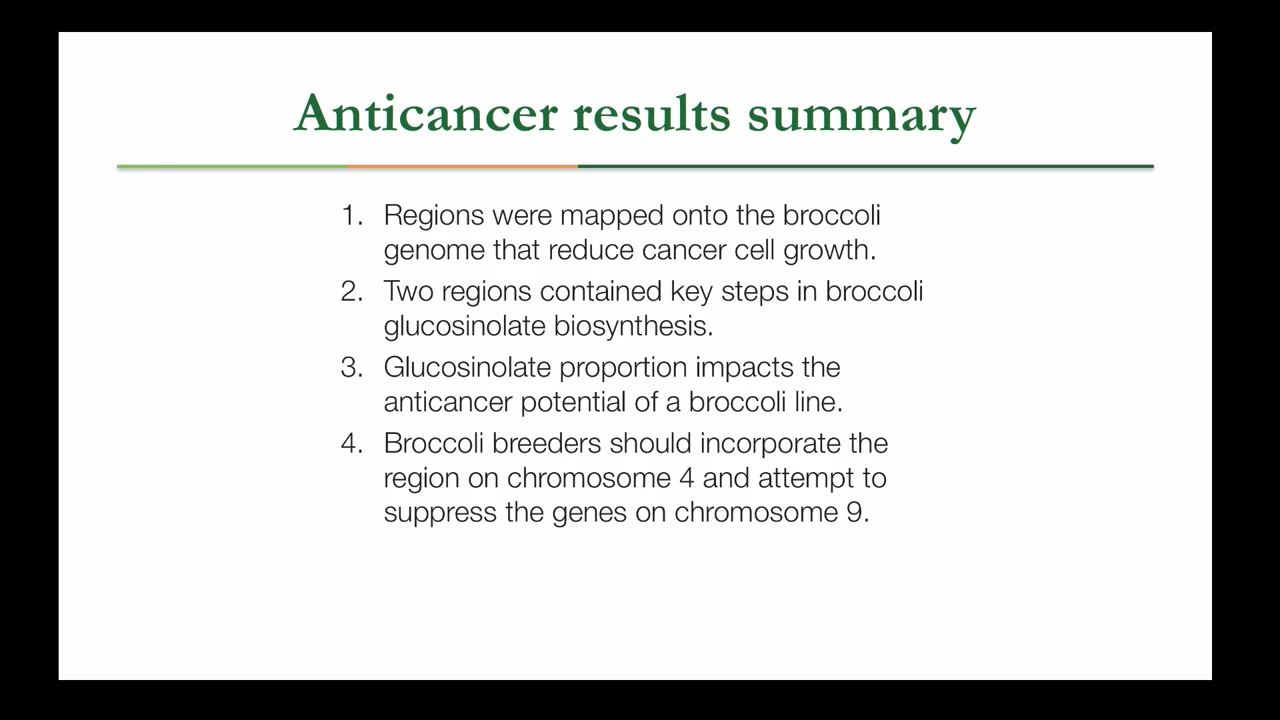 Anticancer results summary
1. Regions were mapped onto the broccoli
genome that reduce cancer cell growth.
2. Two regions contained key steps in broccoli
glucosinolate biosynthesis.
3. Glucosinolate proportion impacts the
anticancer potential of a broccoli line.
4. Broccoli breeders should incorporate the
region on chromosome 4 and attempt to
suppress the genes on chromosome 9.